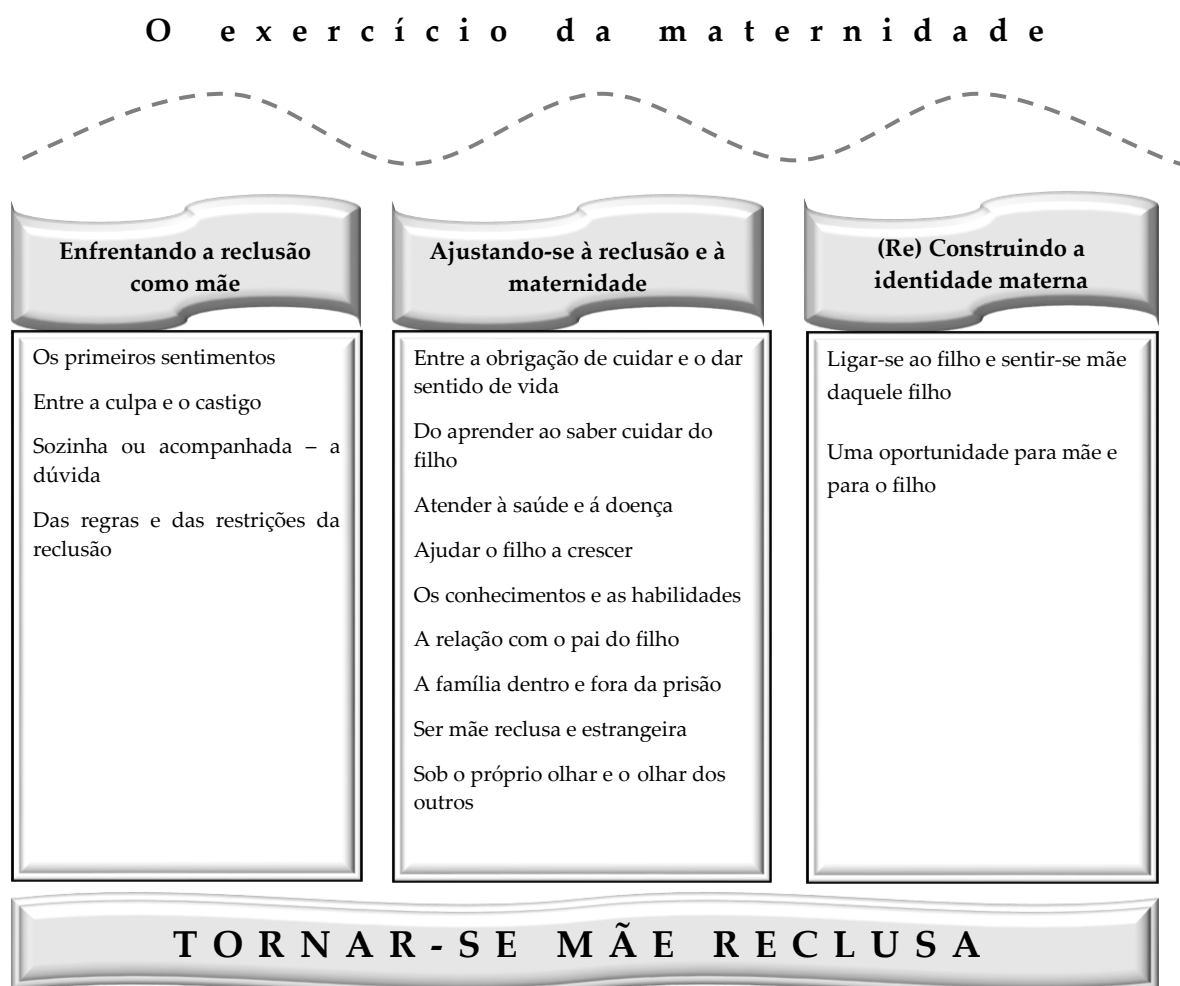 O exercício da maternidade
Enfrentando a reclusão
como mãe
Os primeiros sentimentos
Entre a culpa e o castigo
Sozinha ou acompanhada – a
dúvida
Das regras e das restrições da
reclusão
Ajustando-se à reclusão e à
maternidade
Entre a obrigação de cuidar e o dar
sentido de vida
Do aprender ao saber cuidar do
filho
Atender à saúde e á doença
Ajudar o filho a crescer
Os conhecimentos e as habilidades
A relação com o pai do filho
A família dentro e fora da prisão
Ser mãe reclusa e estrangeira
Sob o próprio olhar e o olhar dos
outros
(Re) Construindo a
identidade materna
Ligar-se ao filho e sentir-se mãe
daquele filho
Uma oportunidade para mãe e
para o filho
TORNAR-SE MÃE RECLUSA